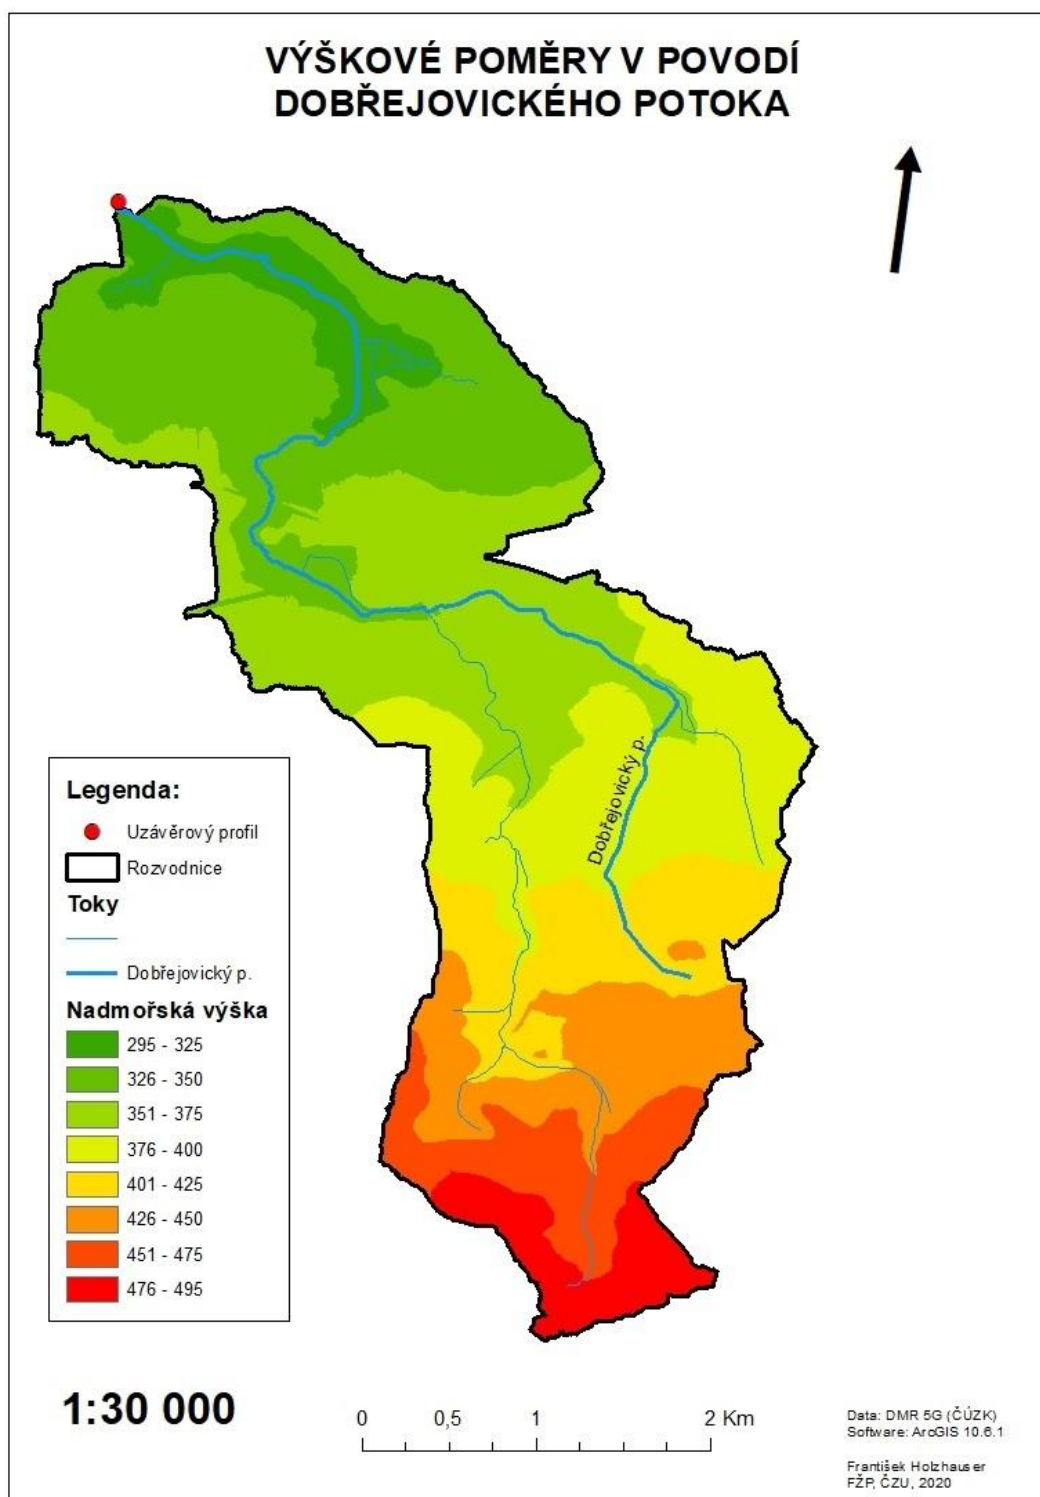 VÝŠKOVÉ POMĚRY V POVODÍ
DOBŘEJOVICKÉHO POTOKA
Dobřejovický p.
Legenda:
Uzávěrový profil
Rozvodnice
Toky
Dobřejovický p.
Nadmořská výška
295 - 325
326 - 350
351 - 375
376 - 400
401 - 425
426 - 450
451 - 475
476 - 495
1:30 000
0 0,5 1 2 Km
Data: DMR 5G (ČÚZK)
Software: ArcGIS 10.6.1
František Holzhauser
FŽP, ČZU, 2020